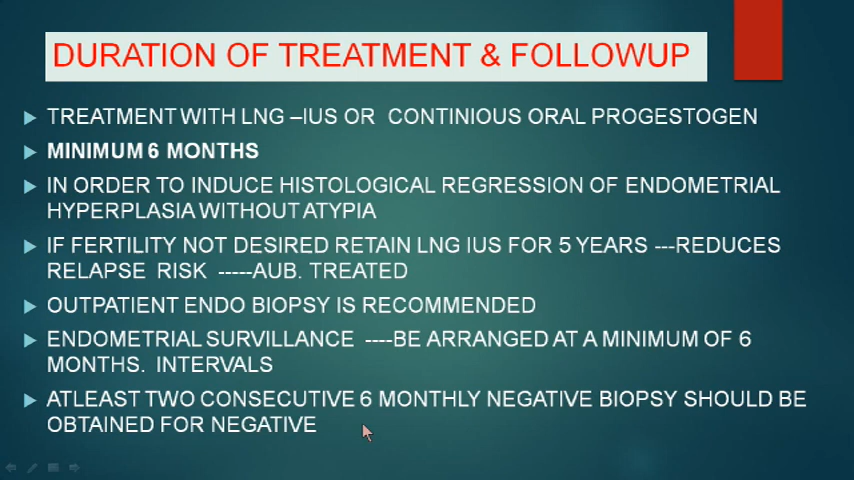 DURATION OF TREATMENT & FOLLOWUP
TREATMENT WITH LNG –IUS OR CONTINIOUS ORAL PROGESTOGEN
MINIMUM 6 MONTHS
IN ORDER TO INDUCE HISTOLOGICAL REGRESSION OF ENDOMETRIAL
HYPERPLASIA WITHOUT ATYPIA
IF FERTILITY NOT DESIRED RETAIN LNG IUS FOR 5 YEARS ---REDUCES
RELAPSE RISK -----AUB. TREATED
OUTPATIENT ENDO BIOPSY IS RECOMMENDED
ENDOMETRIAL SURVILLANCE ----BE ARRANGED AT A MINIMUM OF 6
MONTHS. INTERVALS
ATLEAST TWO CONSECUTIVE 6 MONTHLY NEGATIVE BIOPSY SHOULD BE
OBTAINED FOR NEGATIVE